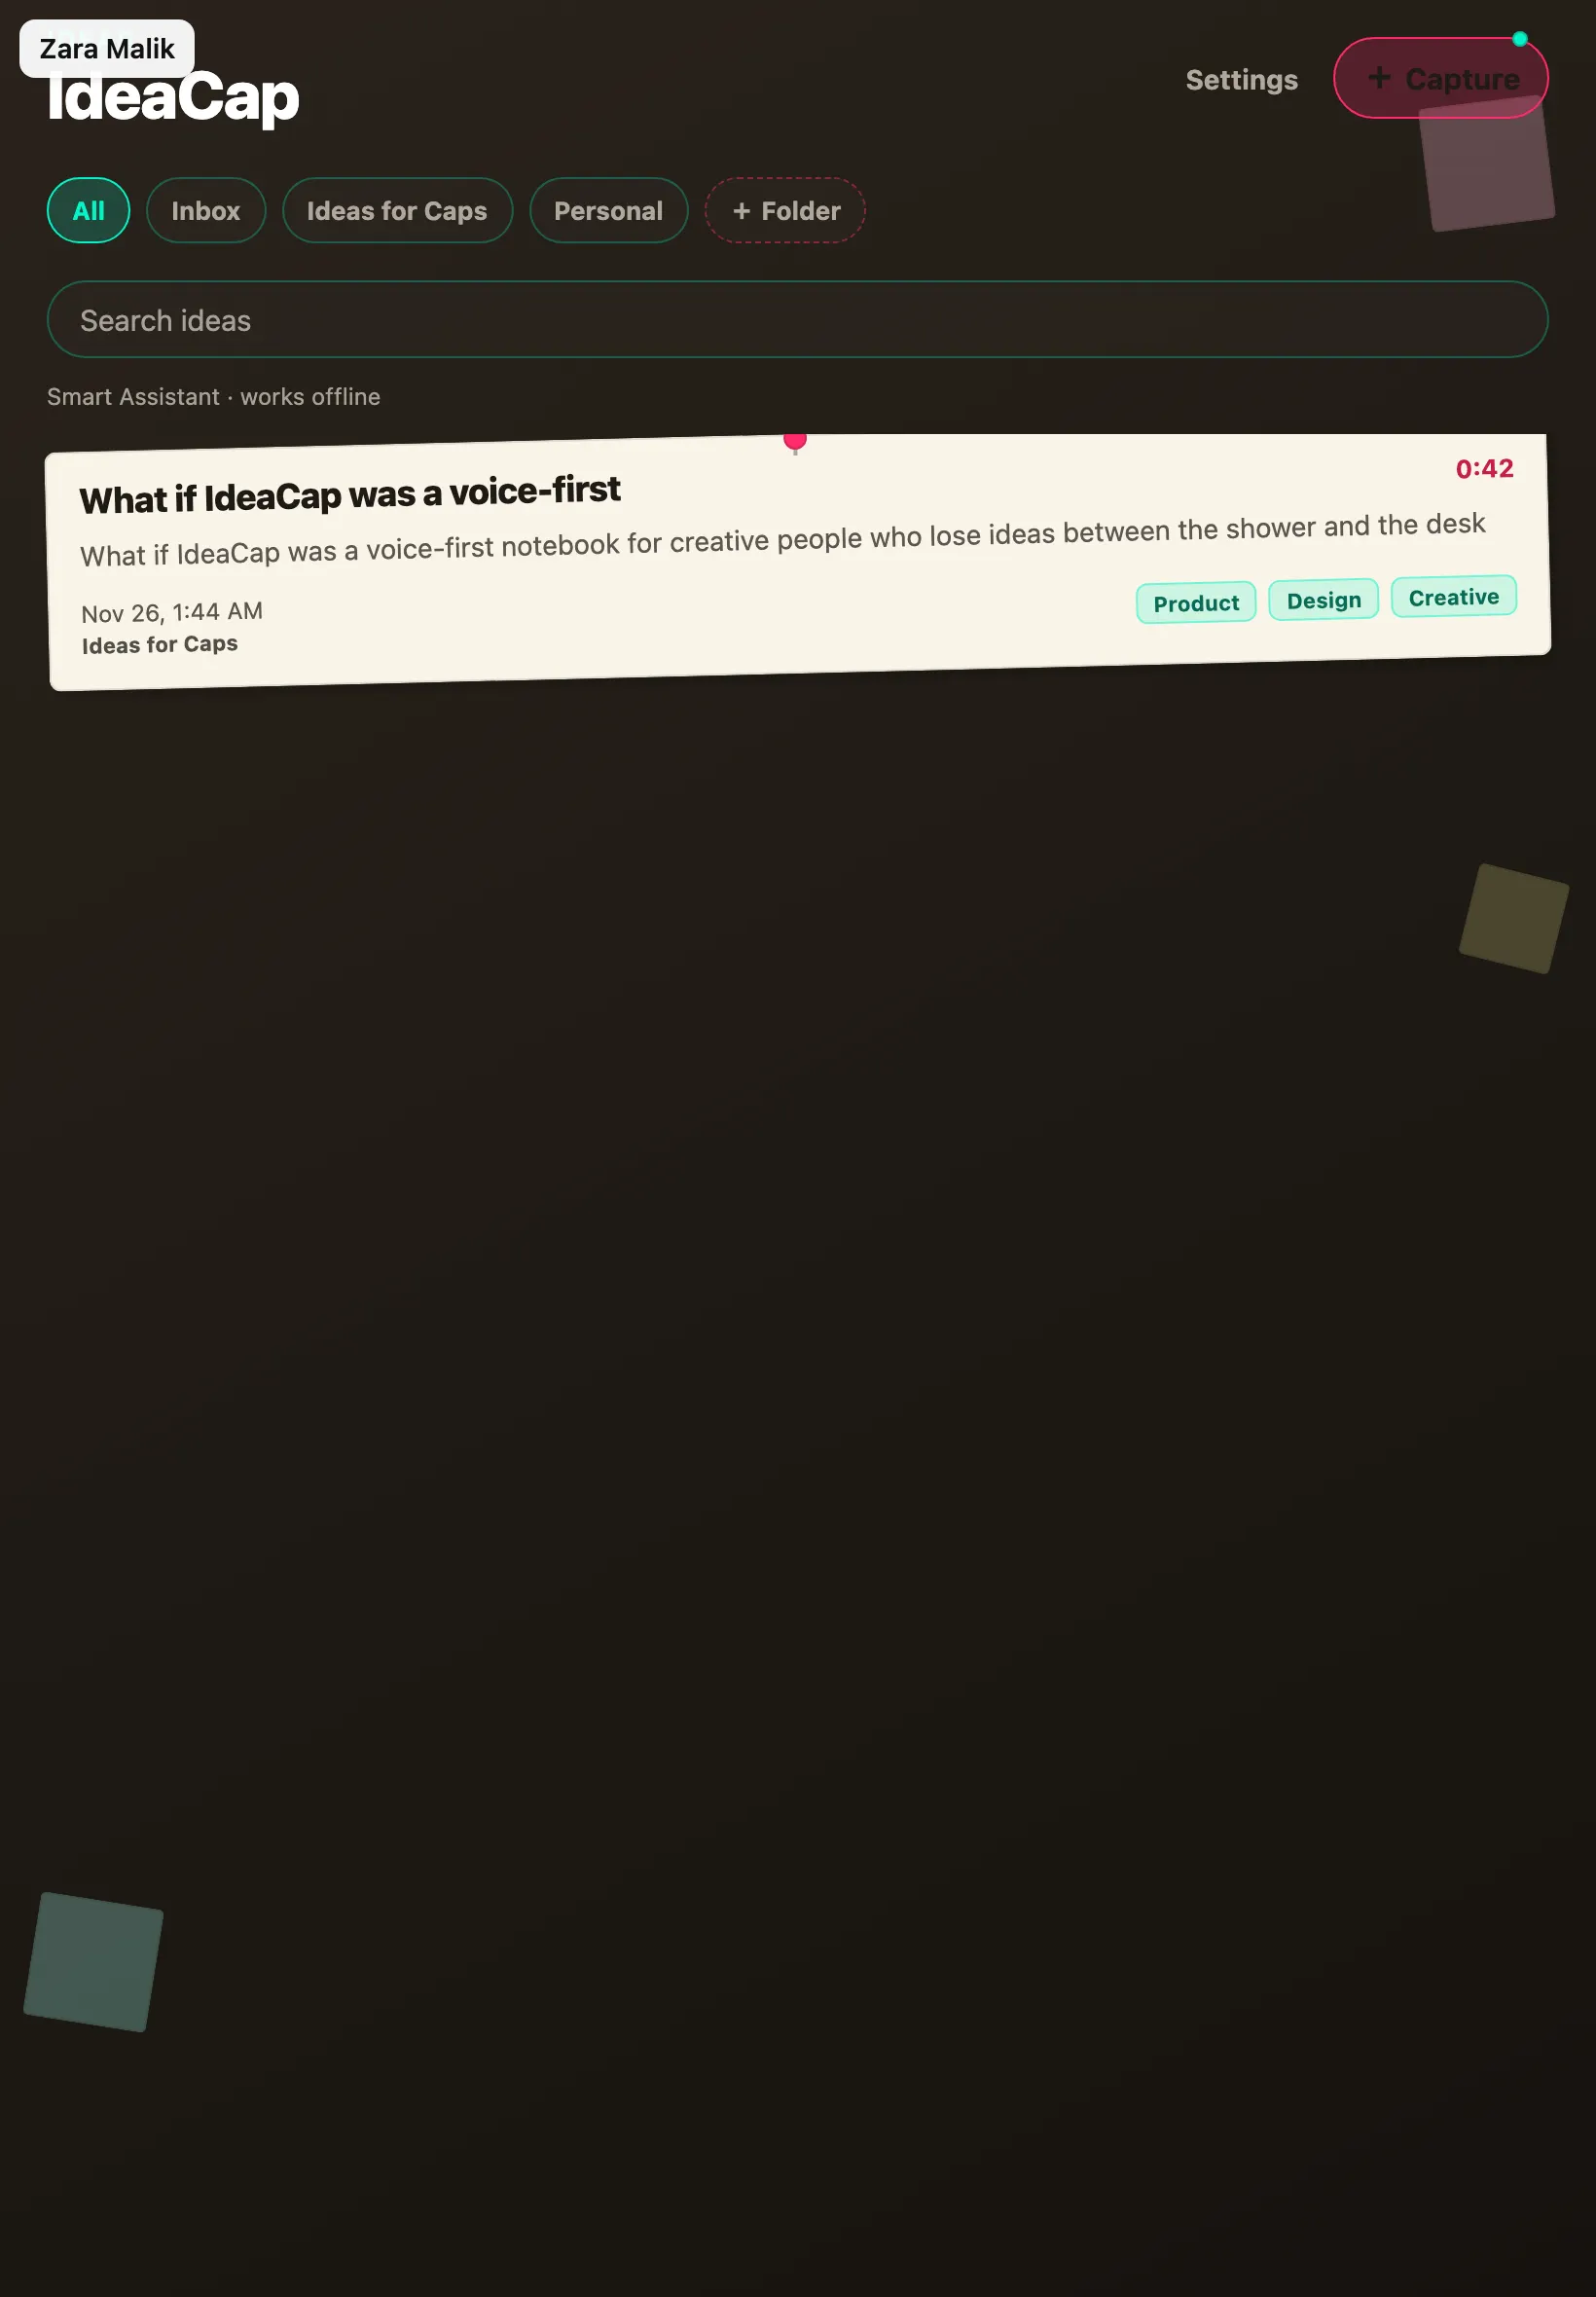 Zara Malik
IdeaCap
Settings
+ Capture
All
Inbox
Ideas for Caps
Personal
+ Folder
Search ideas
Smart Assistant · works offline
What if IdeaCap was a voice-first
0:42
What if IdeaCap was a voice-first notebook for creative people who lose ideas between the shower and the desk
Nov 26, 1:44 AM
Ideas for Caps
Product
Design
Creative